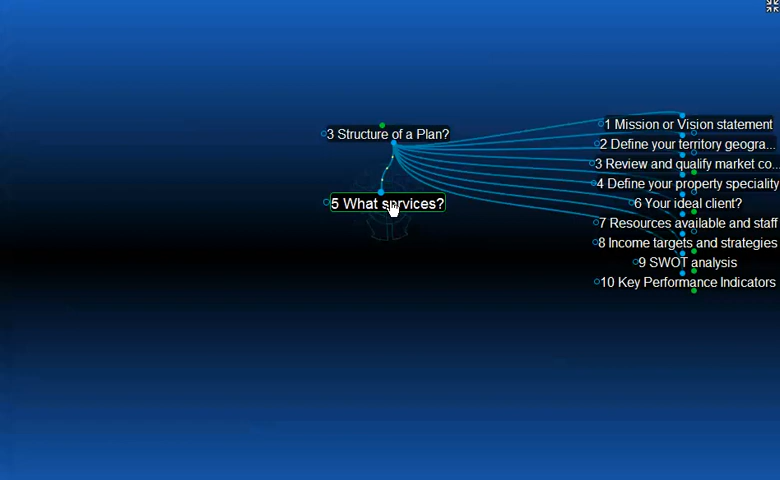 3 Structure of a Plan?
5 What services?
1 Mission or Vision statement
2 Define your territory geogra...
3 Review and qualify market co...
4 Define your property speciality
6 Your ideal client?
7 Resources available and staff
8 Income targets and strategies
9 SWOT analysis
10 Key Performance Indicators